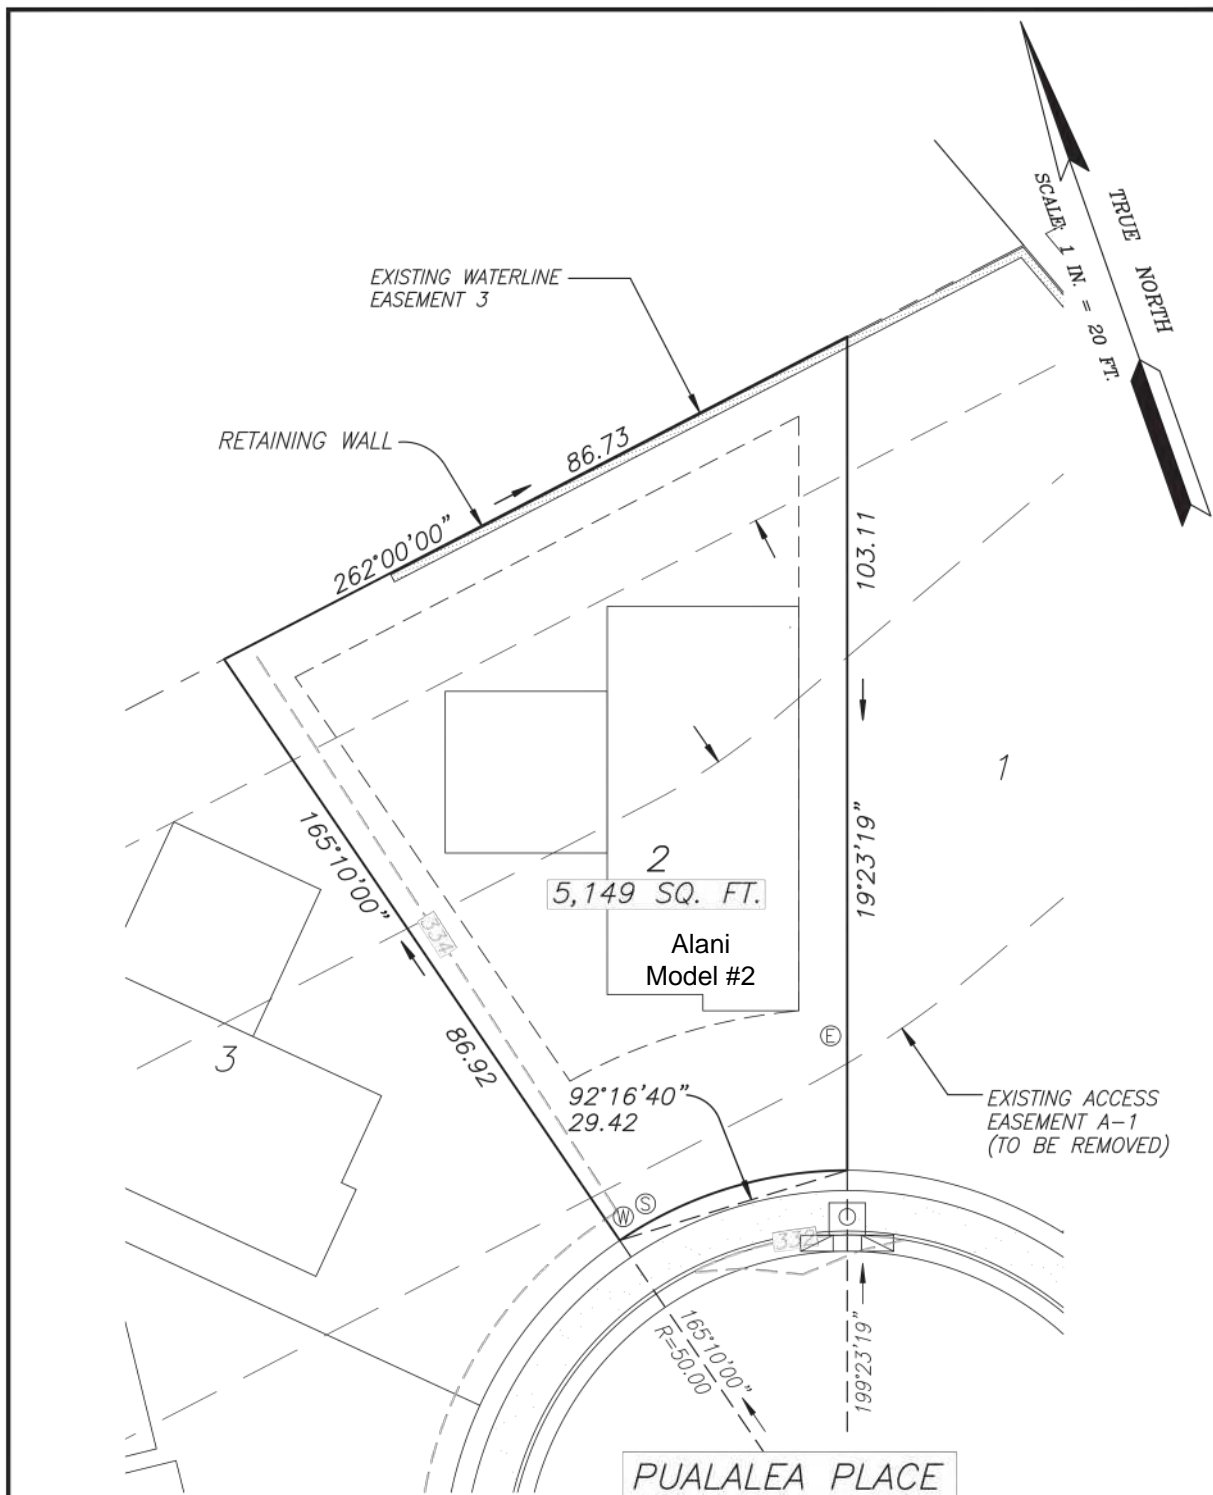 TRUE NORTH
SCALE: 1 IN. = 20 FT.
EXISTING WATERLINE
EASEMENT 3
RETAINING WALL
86.73
262°00'00"
103.11
19°23'19"
1
165°10'00"
86.92
334
2
5,149 SQ. FT.
Alani
Model #2
E
3
92°16'40"
29.42
EXISTING ACCESS
EASEMENT A-1
(TO BE REMOVED)
W
S
332
165°10'00"
R=50.00
199°23'19"
PUALALEA PLACE